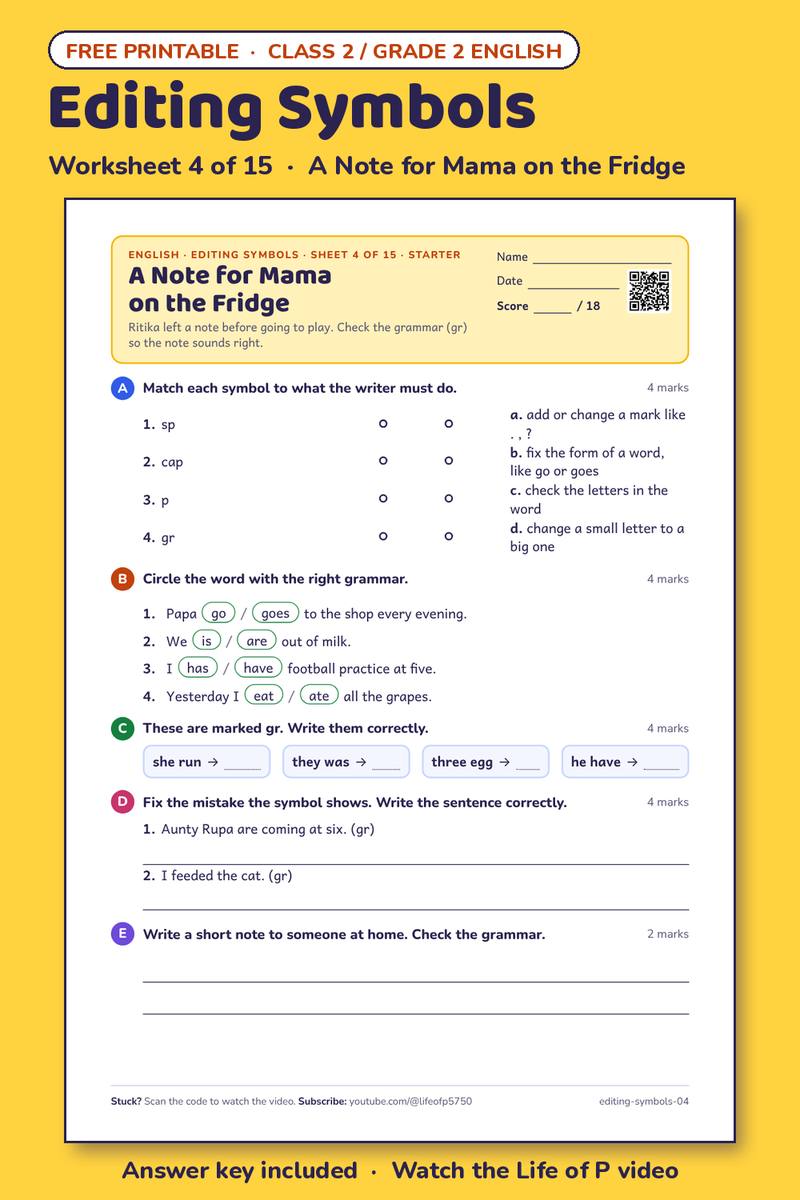 FREE PRINTABLE · CLASS 2 / GRADE 2 ENGLISH
Editing Symbols
Worksheet 4 of 15 · A Note for Mama on the Fridge
ENGLISH · EDITING SYMBOLS · SHEET 4 OF 15 · STARTER
A Note for Mama
on the Fridge
Ritika left a note before going to play. Check the grammar (gr)
so the note sounds right.
Name
Date
Score / 18
A Match each symbol to what the writer must do. 4 marks
1. sp
a. add or change a mark like
. , ?
2. cap
b. fix the form of a word,
like go or goes
3. p
c. check the letters in the
word
4. gr
d. change a small letter to a
big one
B Circle the word with the right grammar. 4 marks
1. Papa go / goes to the shop every evening.
2. We is / are out of milk.
3. I has / have football practice at five.
4. Yesterday I eat / ate all the grapes.
C These are marked gr. Write them correctly. 4 marks
she run → ____ they was → ____ three egg → ____ he have → ____
D Fix the mistake the symbol shows. Write the sentence correctly. 4 marks
1. Aunty Rupa are coming at six. (gr)
2. I feeded the cat. (gr)
E Write a short note to someone at home. Check the grammar. 2 marks
Stuck? Scan the code to watch the video. Subscribe: youtube.com/@lifeofp5750 editing-symbols-04
Answer key included · Watch the Life of P video